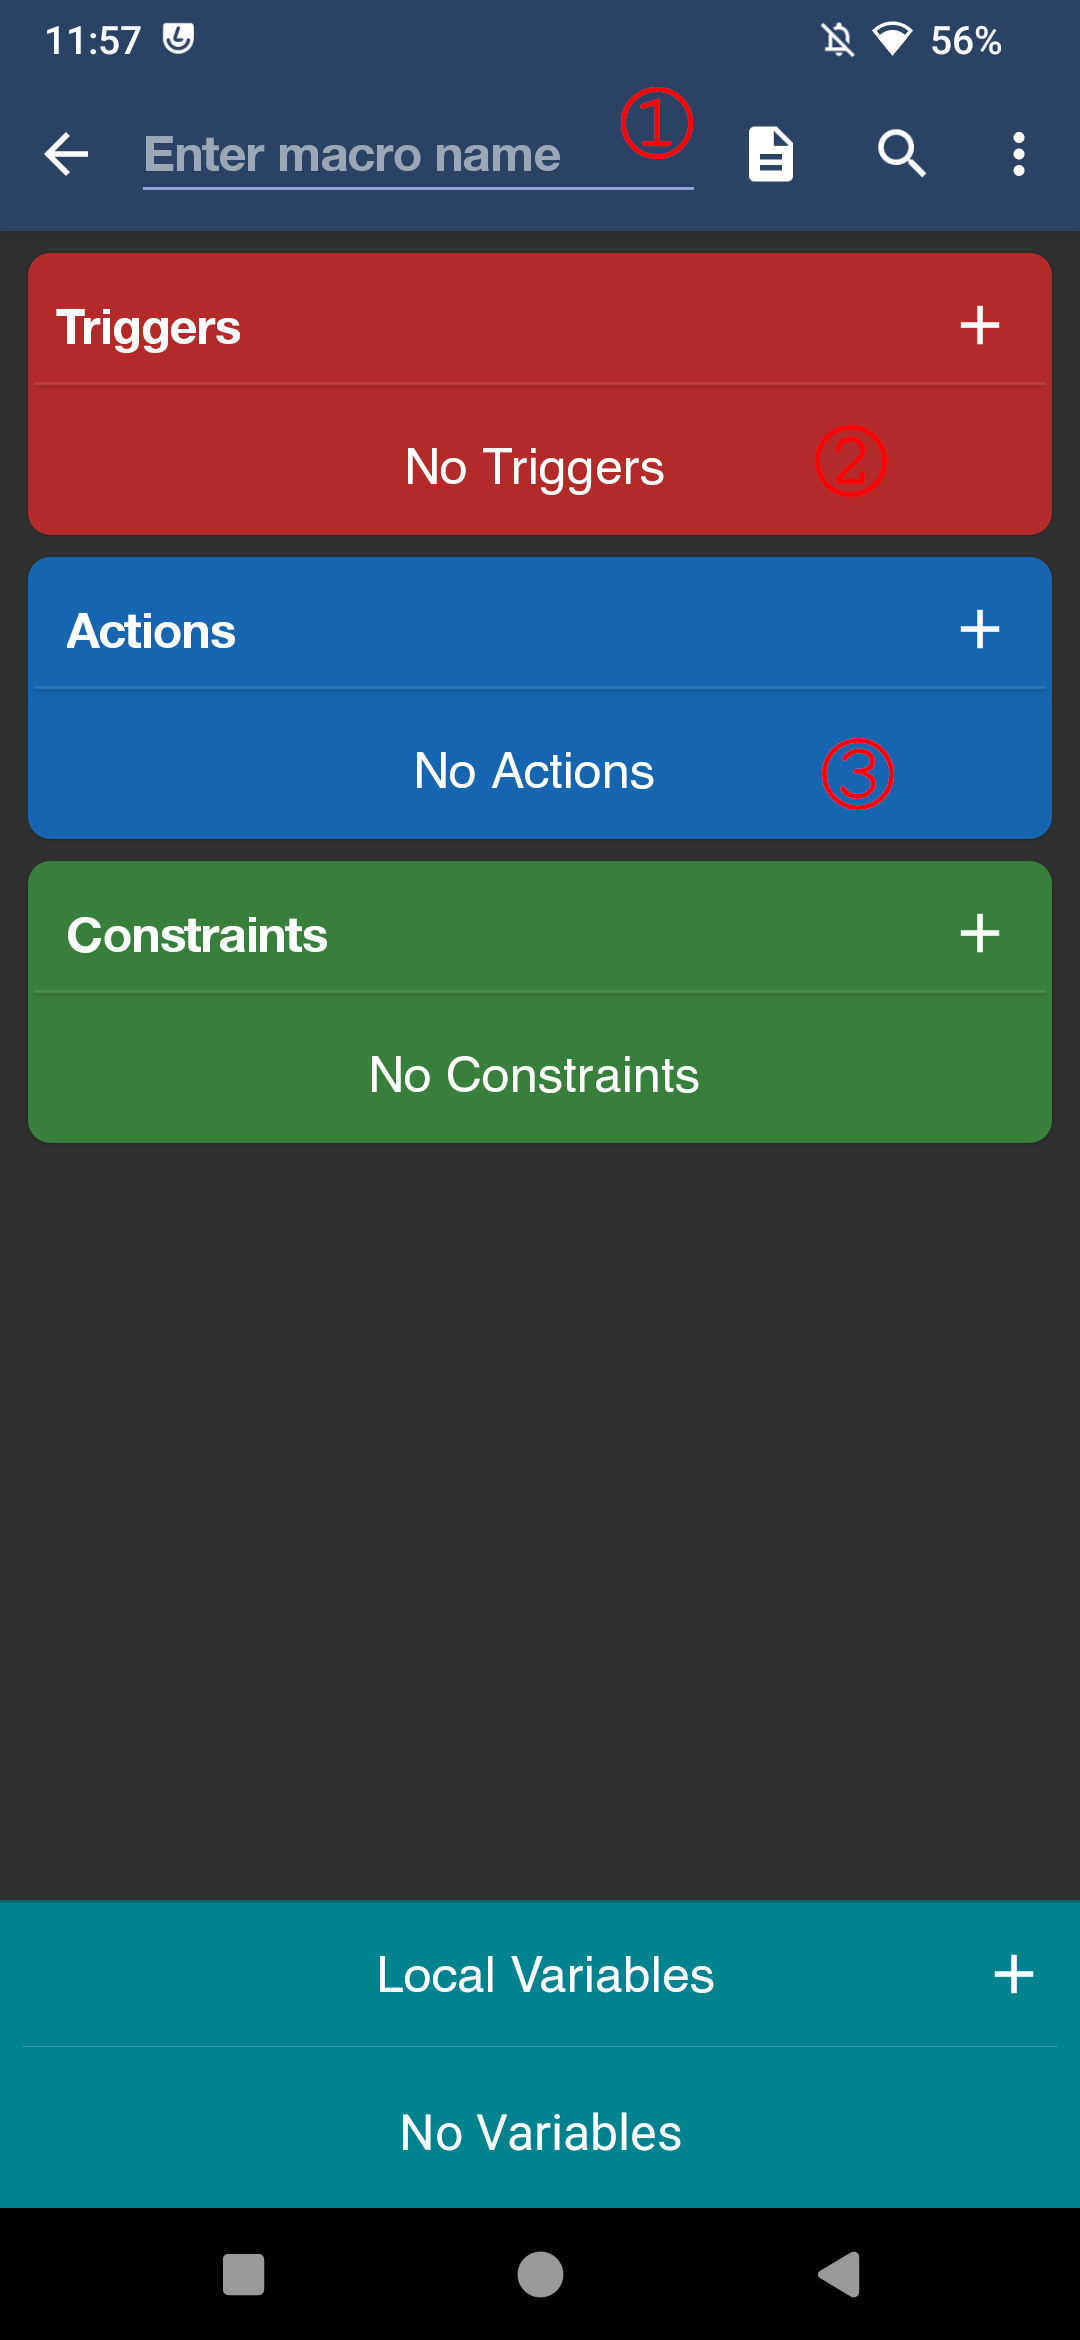 11:57 56%
Enter macro name ①
Triggers
No Triggers ②
Actions
No Actions ③
Constraints
No Constraints
Local Variables
No Variables